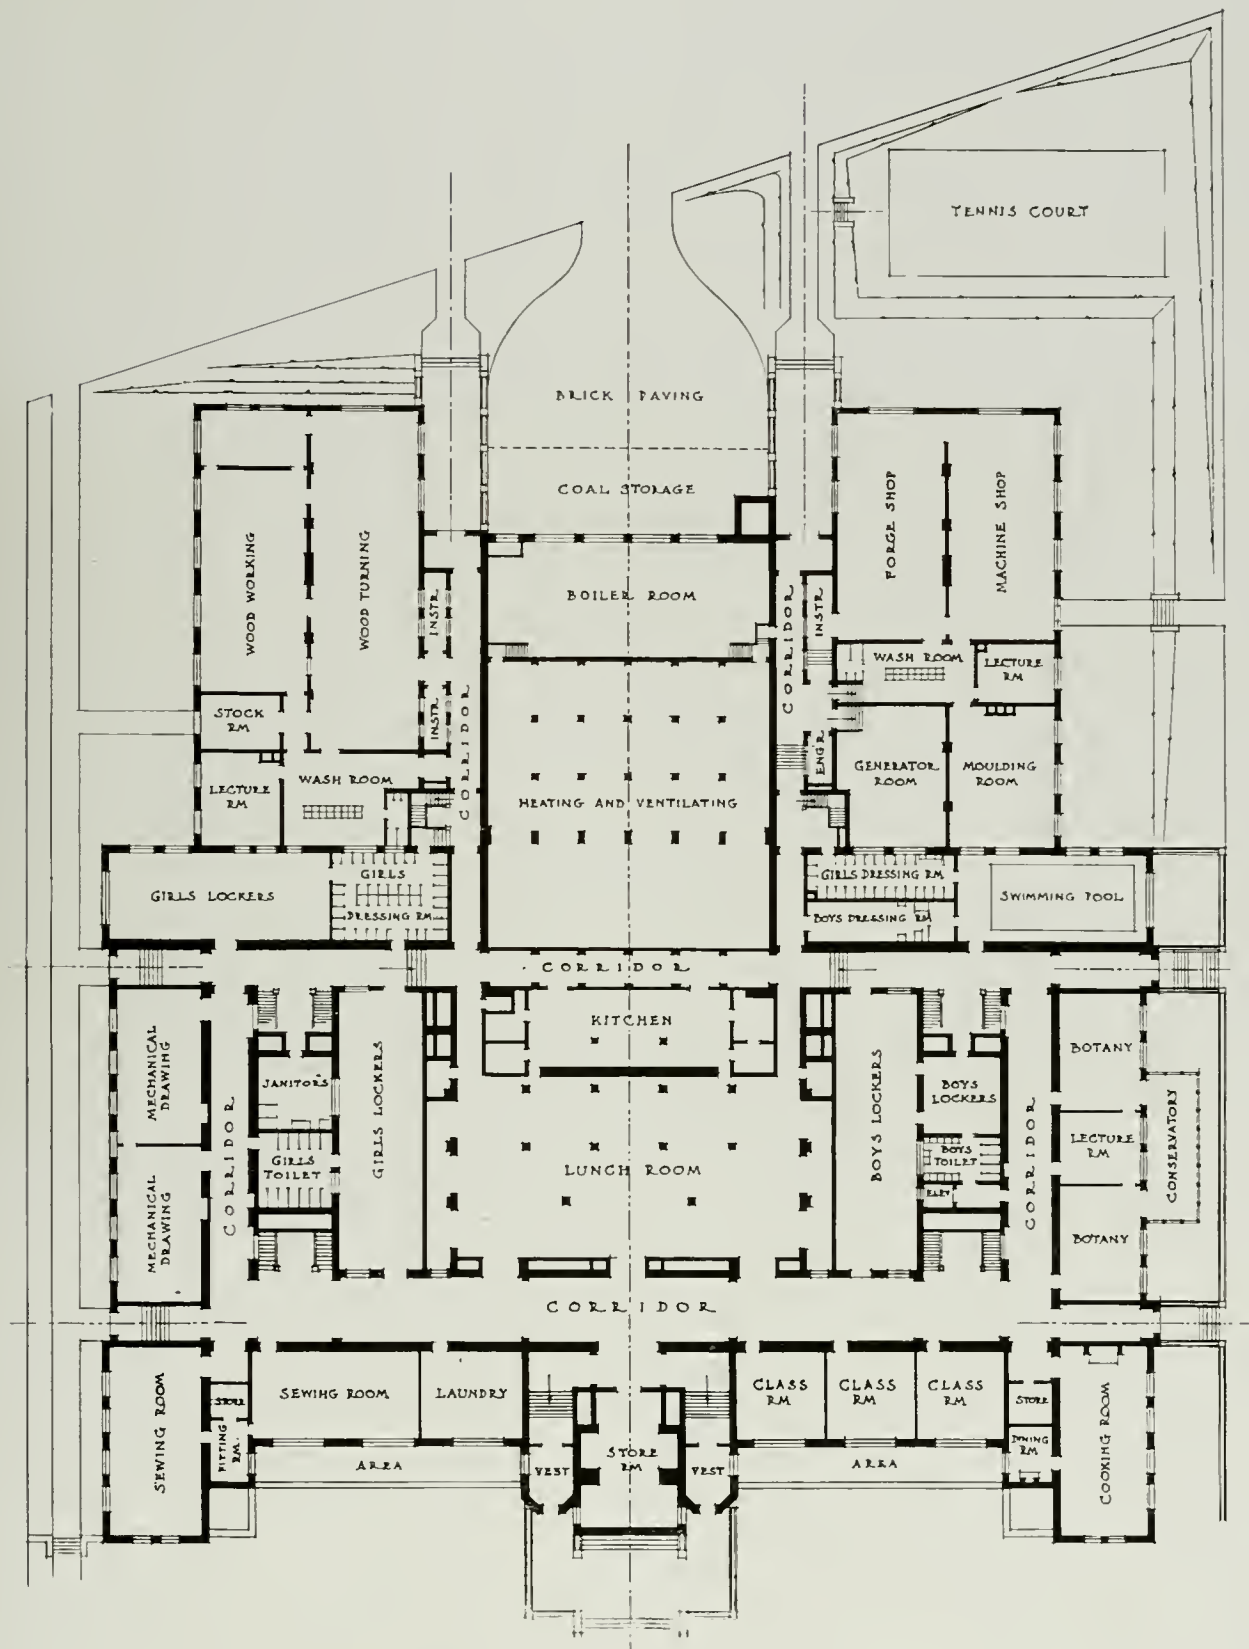 TENNIS COURT
BRICK PAVING
COAL STORAGE
WOOD WORKING
WOOD TURNING
INSTR.
BOILER ROOM
CORRIDOR
INSTR.
FORGE SHOP
MACHINE SHOP
WASH ROOM
LECTURE
RM
STOCK
RM
INSTR.
CORRIDOR
LECTURE
RM
WASH ROOM
HEATING AND VENTILATING
ENGR.
GENERATOR
ROOM
MOULDING
ROOM
GIRLS LOCKERS
GIRLS
DRESSING RM
GIRLS DRESSING RM
BOYS DRESSING RM
SWIMMING POOL
CORRIDOR
MECHANICAL
DRAWING
MECHANICAL
DRAWING
CORRIDOR
JANITORS
GIRLS
TOILET
GIRLS LOCKERS
KITCHEN
LUNCH ROOM
BOYS LOCKERS
BOYS
LOCKERS
BOYS
TOILET
ELEV
CORRIDOR
BOTANY
LECTURE
RM
BOTANY
CONSERVATORY
CORRIDOR
SEWING ROOM
STORE
FITTING
RM.
SEWING ROOM
LAUNDRY
AREA
VEST
STORE
RM
VEST
CLASS
RM
CLASS
RM
CLASS
RM
AREA
STORE
DINING
RM
COOKING ROOM